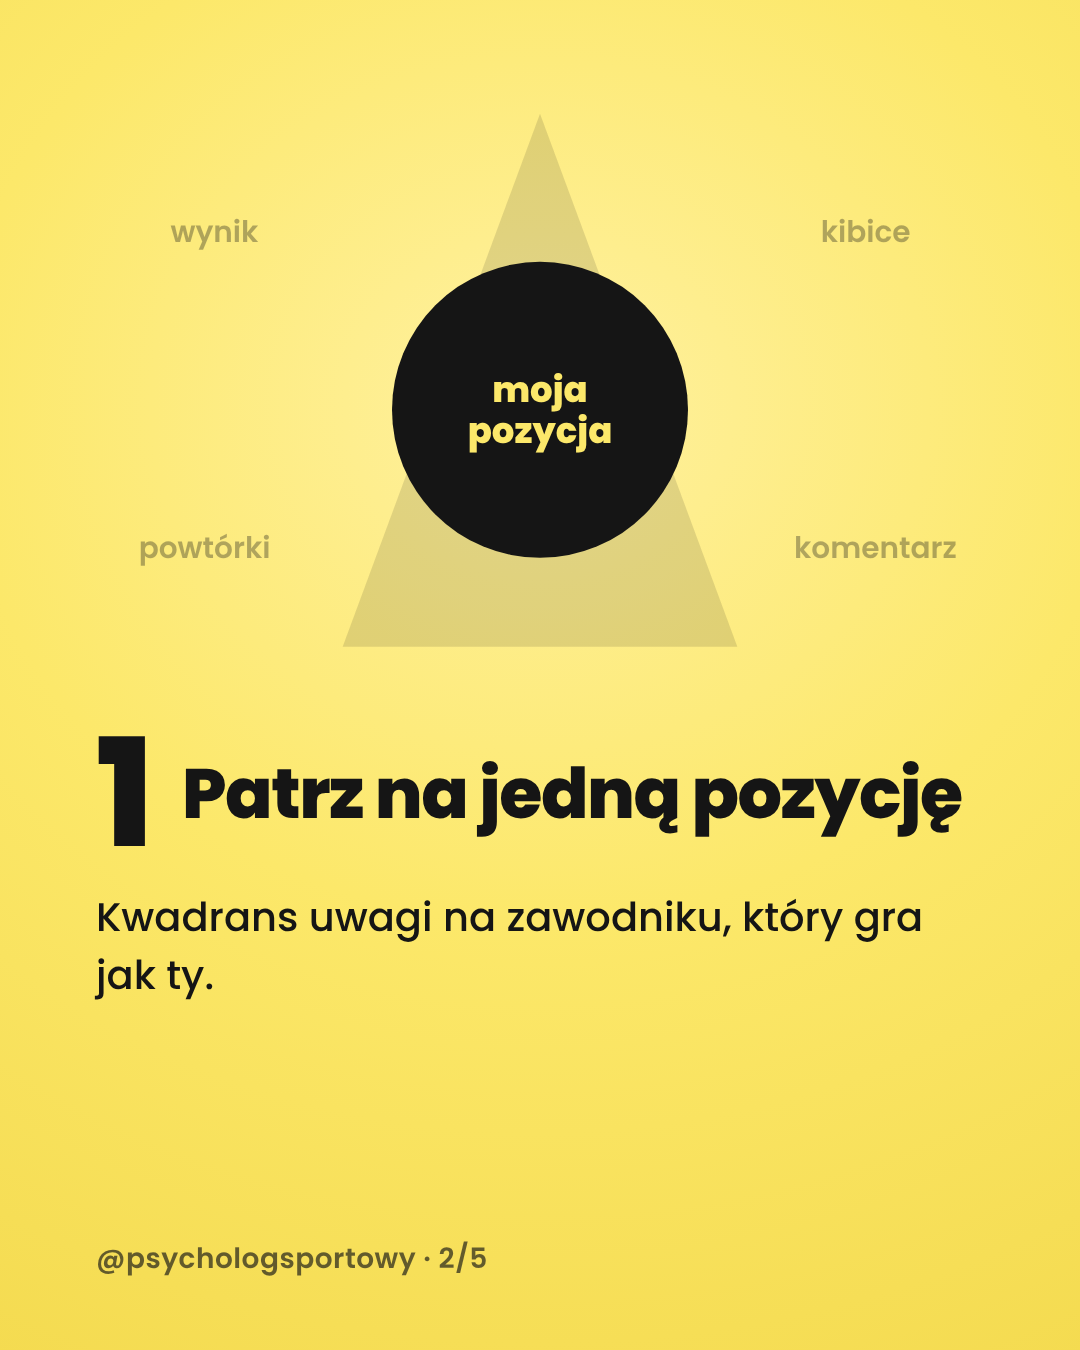 wynik
kibice
moja
pozycja
powtórki
komentarz
1 Patrz na jedną pozycję
Kwadrans uwagi na zawodniku, który gra
jak ty.
@psychologsportowy · 2/5